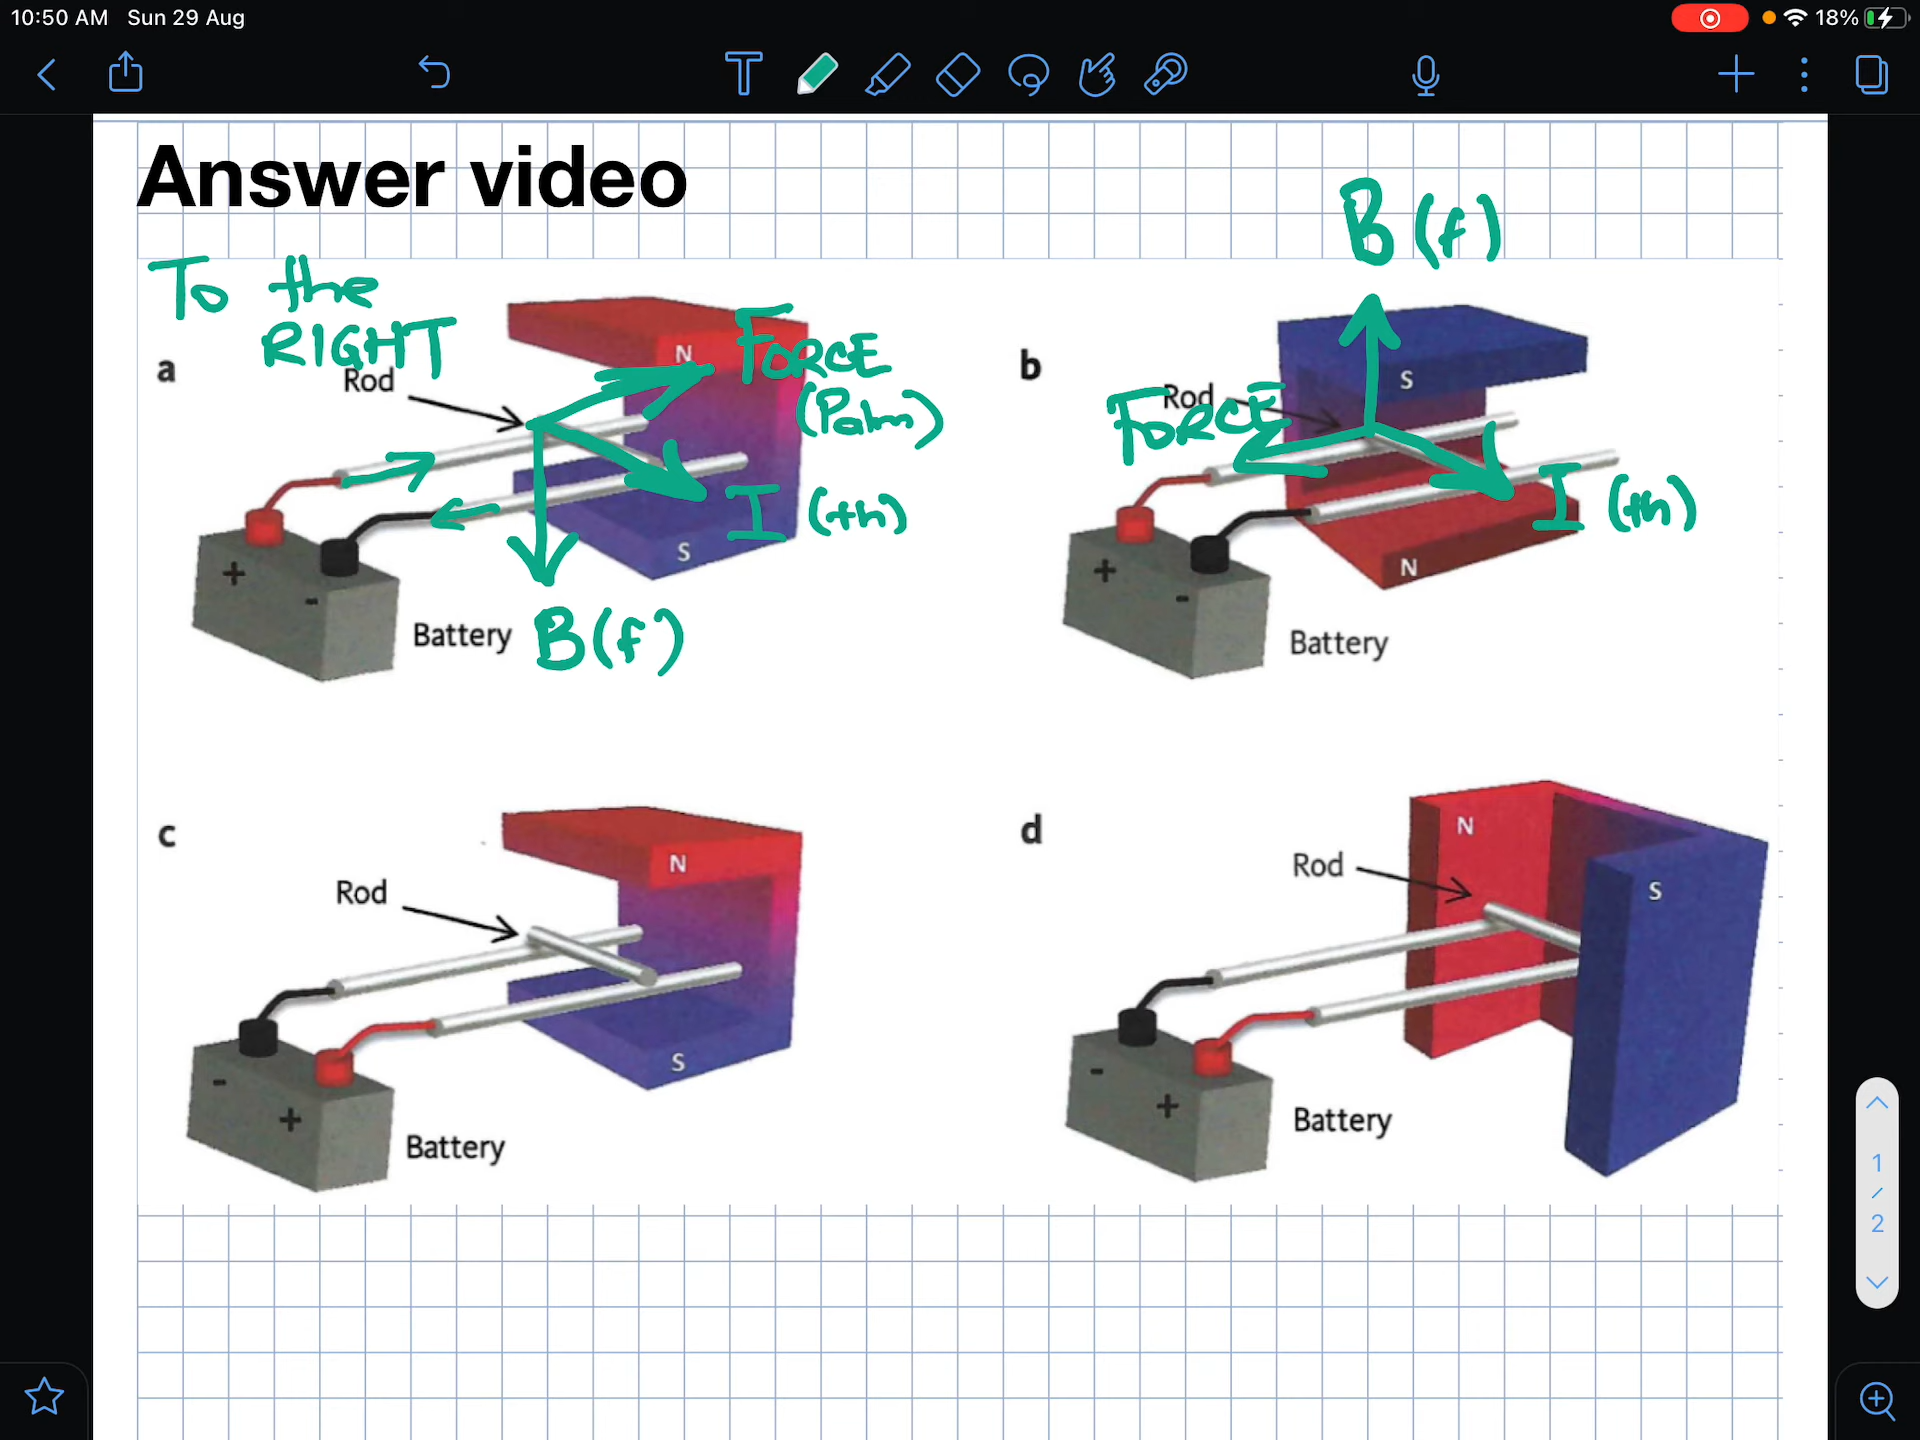 10:50 AM Sun 29 Aug
18%
T
Answer video
B (f)
To the
RIGHT
a
Rod
N
FORCE
(Palm)
I (th)
S
+
-
Battery
B(f)
b
Rod
S
FORCE
I (th)
N
+
-
Battery
c
Rod
N
S
-
+
Battery
d
Rod
N
S
-
+
Battery
1
/
2